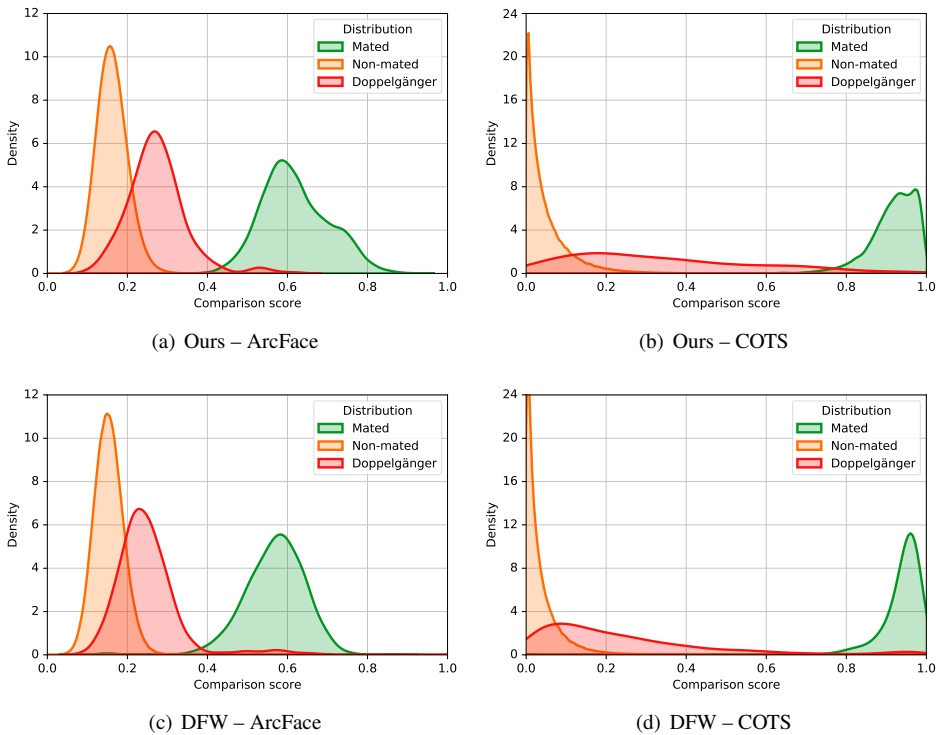 12
10
8
6
4
2
0
Density
0.0 0.2 0.4 0.6 0.8 1.0
Comparison score
Distribution
Mated
Non-mated
Doppelgänger
(a) Ours – ArcFace
24
20
16
12
8
4
0
Density
0.0 0.2 0.4 0.6 0.8 1.0
Comparison score
Distribution
Mated
Non-mated
Doppelgänger
(b) Ours – COTS
12
10
8
6
4
2
0
Density
0.0 0.2 0.4 0.6 0.8 1.0
Comparison score
Distribution
Mated
Non-mated
Doppelgänger
(c) DFW – ArcFace
24
20
16
12
8
4
0
Density
0.0 0.2 0.4 0.6 0.8 1.0
Comparison score
Distribution
Mated
Non-mated
Doppelgänger
(d) DFW – COTS